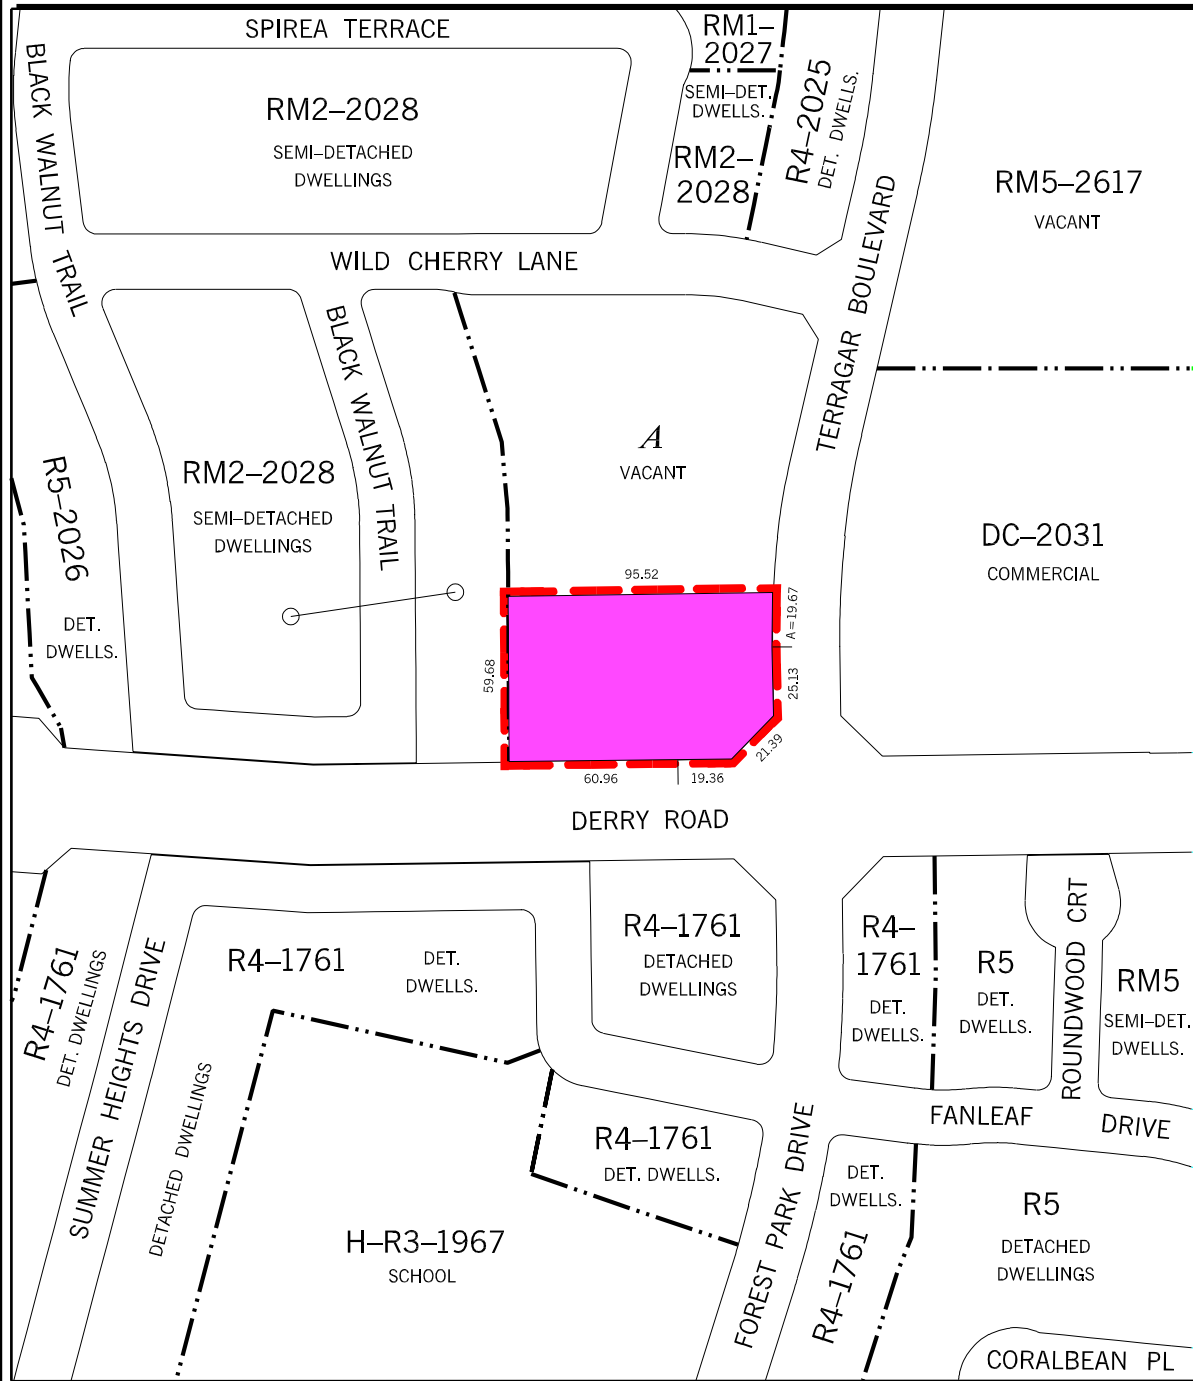 SPIREA TERRACE
BLACK WALNUT TRAIL
RM2–2028
SEMI–DETACHED
DWELLINGS
RM1–
2027
SEMI–DET.
DWELLS.
RM2–
2028
R4–2025
DET. DWELLS.
RM5–2617
VACANT
WILD CHERRY LANE
TERRAGAR BOULEVARD
BLACK WALNUT TRAIL
A
VACANT
R5–2026
DET.
DWELLS.
RM2–2028
SEMI–DETACHED
DWELLINGS
DC–2031
COMMERCIAL
95.52
A=19.67
25.13
59.68
21.39
60.96
19.36
DERRY ROAD
R4–1761
DET. DWELLINGS
SUMMER HEIGHTS DRIVE
R4–1761
DET.
DWELLS.
DETACHED DWELLINGS
R4–1761
DETACHED
DWELLINGS
R4–
1761
DET.
DWELLS.
R5
DET.
DWELLS.
ROUNDWOOD CRT
RM5
SEMI–DET.
DWELLS.
FANLEAF DRIVE
R4–1761
DET. DWELLS.
FOREST PARK DRIVE
DET.
DWELLS.
R4–1761
H–R3–1967
SCHOOL
R5
DETACHED
DWELLINGS
CORALBEAN PL